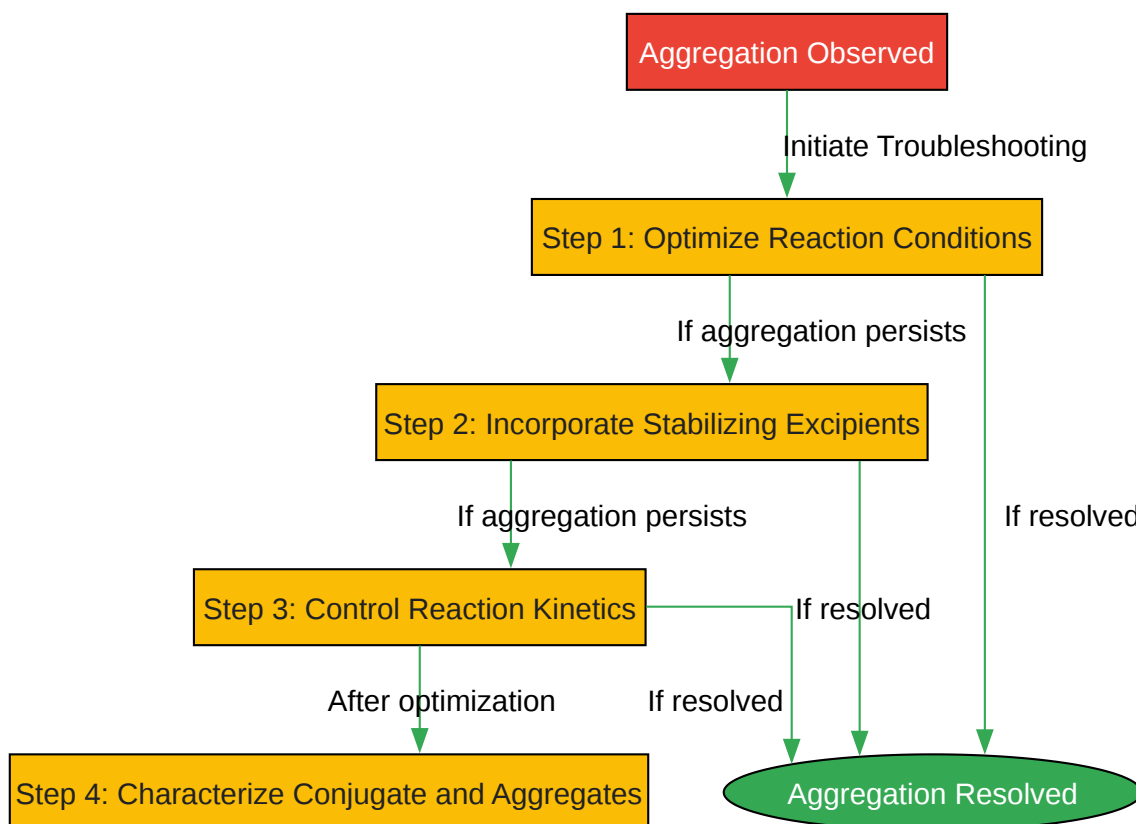 Aggregation Observed
Initiate Troubleshooting
Step 1: Optimize Reaction Conditions
If aggregation persists
Step 2: Incorporate Stabilizing Excipients
If aggregation persists
If resolved
Step 3: Control Reaction Kinetics
If resolved
After optimization
If resolved
Step 4: Characterize Conjugate and Aggregates
Aggregation Resolved